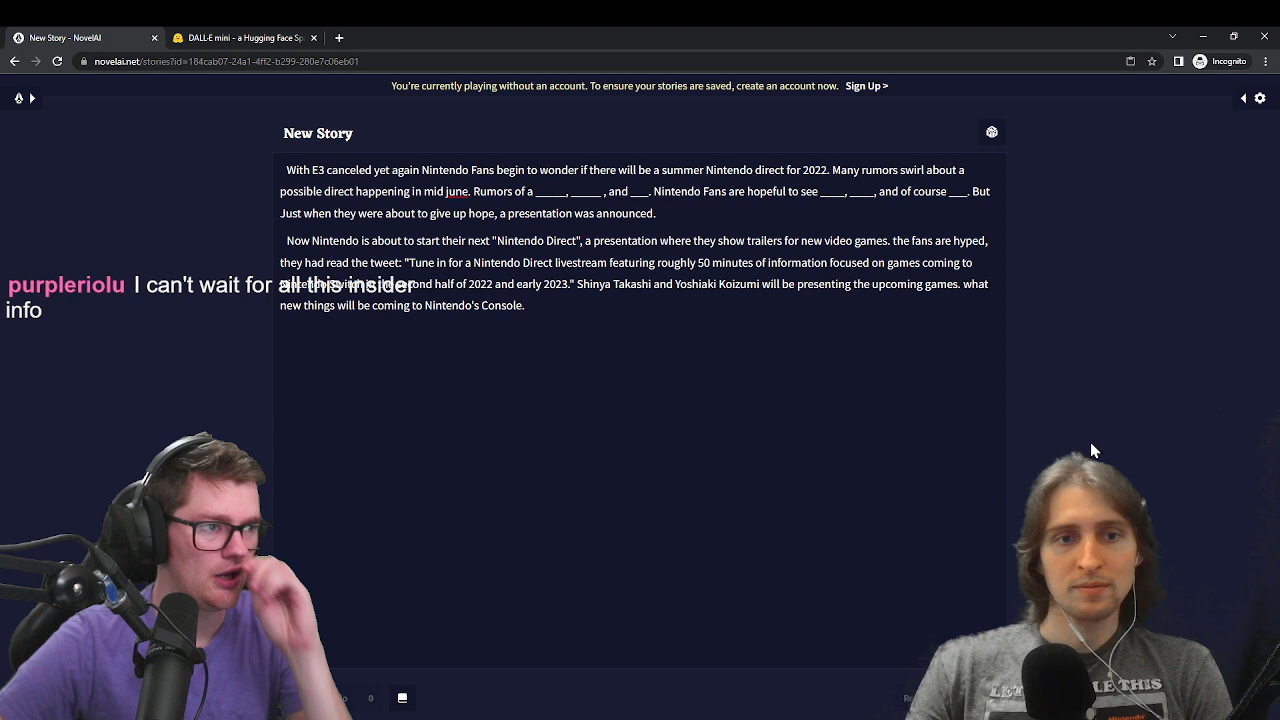 New Story - NovelAI
DALL·E mini - a Hugging Face Sp
novelai.net/stories?id=184cab07-24a1-4ff2-b299-280e7c06eb01
Incognito
You're currently playing without an account. To ensure your stories are saved, create an account now. Sign Up >
New Story
With E3 canceled yet again Nintendo Fans begin to wonder if there will be a summer Nintendo direct for 2022. Many rumors swirl about a
possible direct happening in mid june. Rumors of a _____, _____ , and ___. Nintendo Fans are hopeful to see ____, ____, and of course ___. But
Just when they were about to give up hope, a presentation was announced.
Now Nintendo is about to start their next "Nintendo Direct", a presentation where they show trailers for new video games. the fans are hyped,
they had read the tweet: "Tune in for a Nintendo Direct livestream featuring roughly 50 minutes of information focused on games coming to
half of 2022 and early 2023." Shinya Takashi and Yoshiaki Koizumi will be presenting the upcoming games. what
new things will be coming to Nintendo's Console.
purpleriolu I can't wait for all this insider
info
0
LE THIS
Nintendo